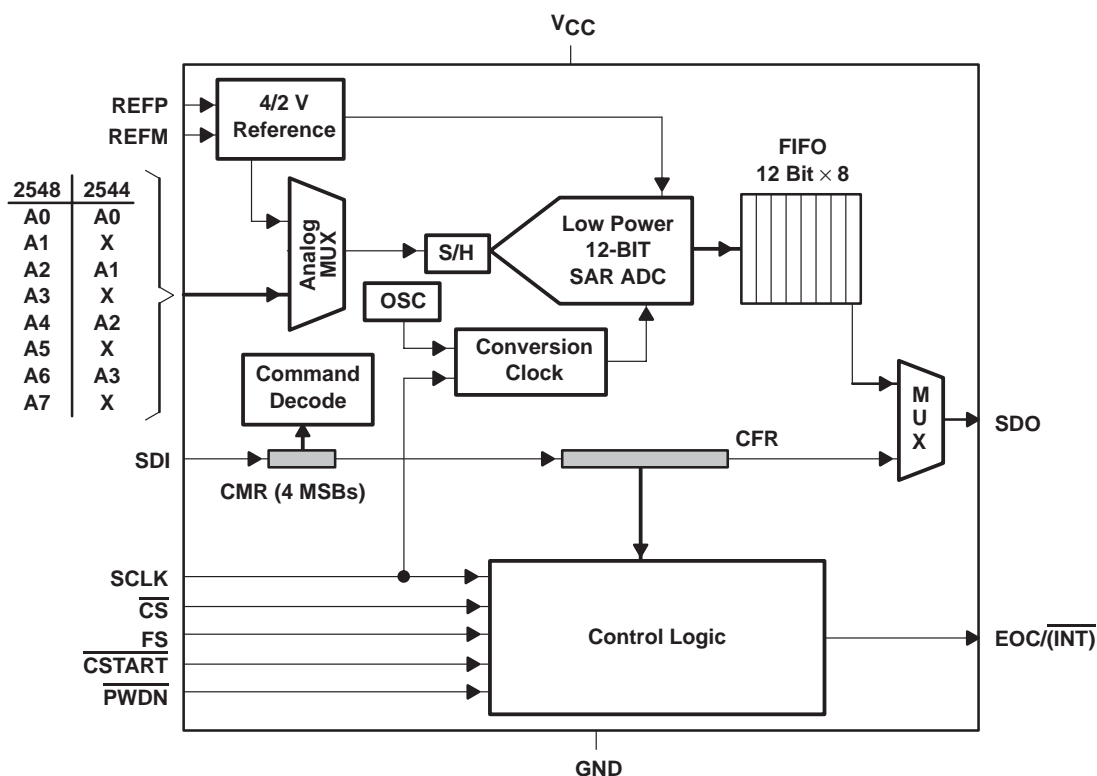 VCC
REFP
REFM
4/2 V
Reference
FIFO
12 Bit × 8
2548 2544
A0 A0
A1 X
A2 A1
A3 X
A4 A2
A5 X
A6 A3
A7 X
Analog
MUX
S/H
Low Power
12-BIT
SAR ADC
OSC
Conversion
Clock
Command
Decode
MUX
SDO
SDI
CMR (4 MSBs)
CFR
SCLK
CS
FS
CSTART
PWDN
Control Logic
EOC/(INT)
GND